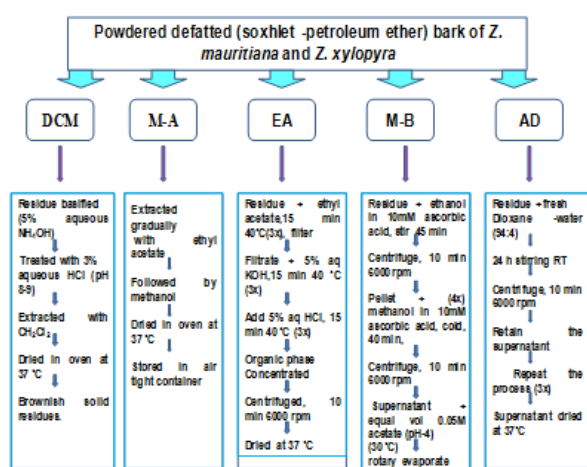 Powdered defatted (soxhlet -petroleum ether) bark of Z.
mauritiana and Z. xylopyra
DCM
M-A
EA
M-B
AD
Residue basified
(5% aqueous
NH₄OH)
Treated with 3%
aqueous HCl (pH
8-9)
Extracted with
CH₂Cl₂
Dried in oven at
37 °C
Brownish solid
residues.
Extracted
gradually
with ethyl
acetate
Followed by
methanol
Dried in oven at
37 °C
Stored in air
tight container
Residue + ethyl
acetate,15 min
40°C(3x), filter
Filtrate + 5% aq
KOH,15 min 40 °C
(3x)
Add 5% aq HCl, 15
min 40°C (3x)
Organic phase
Concentrated
Centrifuged, 10
min 6000 rpm
Dried at 37 °C
Residue + ethanol
in 10mM ascorbic
acid, stir 45 min
Centrifuge, 10 min
6000 rpm
Pellet + (4x)
methanol in 10mM
ascorbic acid, cold,
40 min,
Centrifuge, 10 min
6000 rpm
Supernatant +
equal vol 0.05M
acetate (pH-4)
(30°C)
rotary evaporate
Residue +fresh
Dioxane -water
(94:4)
24 h stirring RT
Centrifuge, 10 min
6000 rpm
Retain the
supernatant
Repeat the
process (3x)
Supernatant dried
at 37°C